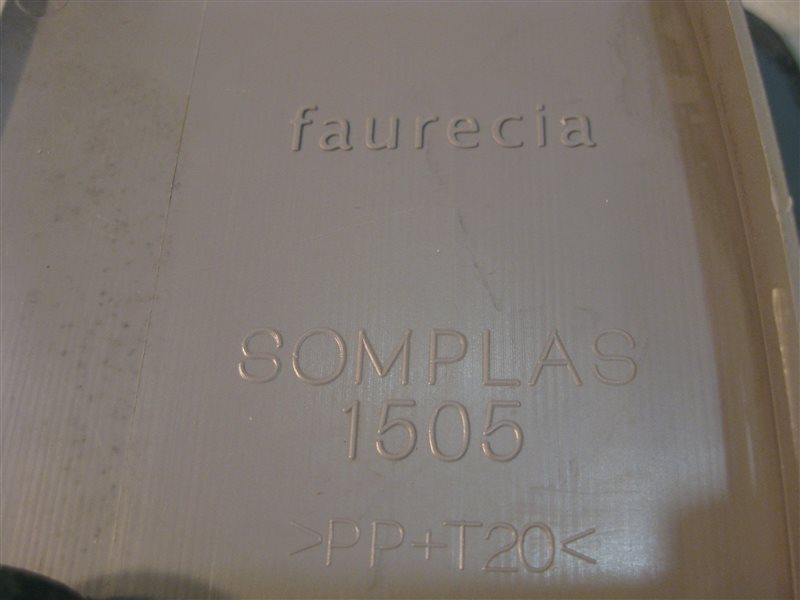 faurecia
SOMPLAS
1505
>PP+T20<